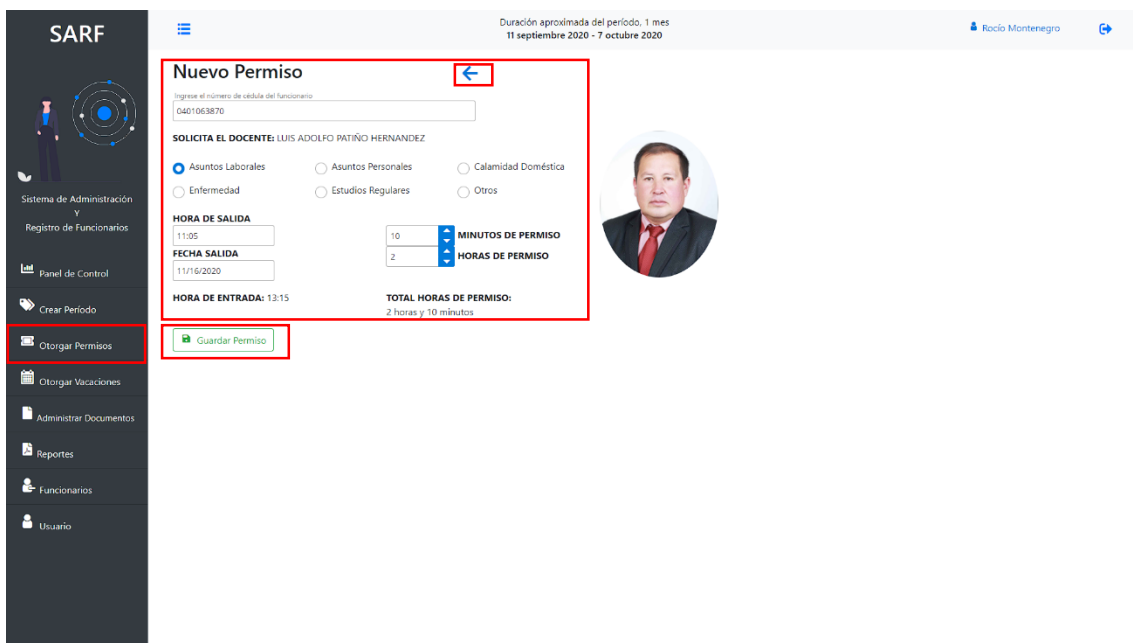 SARF
Duración aproximada del período, 1 mes
11 septiembre 2020 - 7 octubre 2020
Rocío Montenegro
Sistema de Administración
Y
Registro de Funcionarios
Panel de Control
Crear Período
Otorgar Permisos
Otorgar Vacaciones
Administrar Documentos
Reportes
Funcionarios
Usuario
Nuevo Permiso
Ingrese el número de cédula del funcionario
0401063870
SOLICITA EL DOCENTE: LUIS ADOLFO PATIÑO HERNANDEZ
Asuntos Laborales Asuntos Personales Calamidad Doméstica
Enfermedad Estudios Regulares Otros
HORA DE SALIDA
11:05 10 MINUTOS DE PERMISO
FECHA SALIDA 2 HORAS DE PERMISO
11/16/2020
HORA DE ENTRADA: 13:15 TOTAL HORAS DE PERMISO:
2 horas y 10 minutos
Guardar Permiso